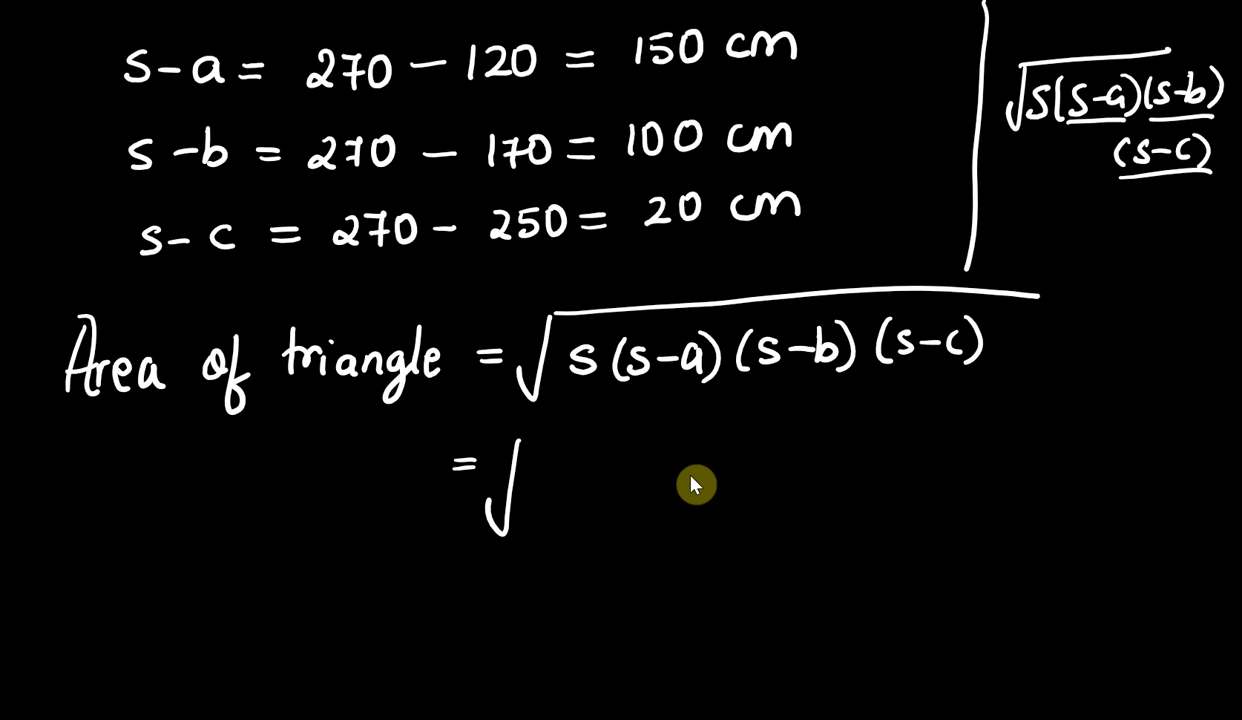 s-a = 270 - 120 = 150 cm
s-b = 270 - 170 = 100 cm
s-c = 270 - 250 = 20 cm
√s(s-a)(s-b)
(s-c)
Area of triangle = √s(s-a)(s-b)(s-c)
= √